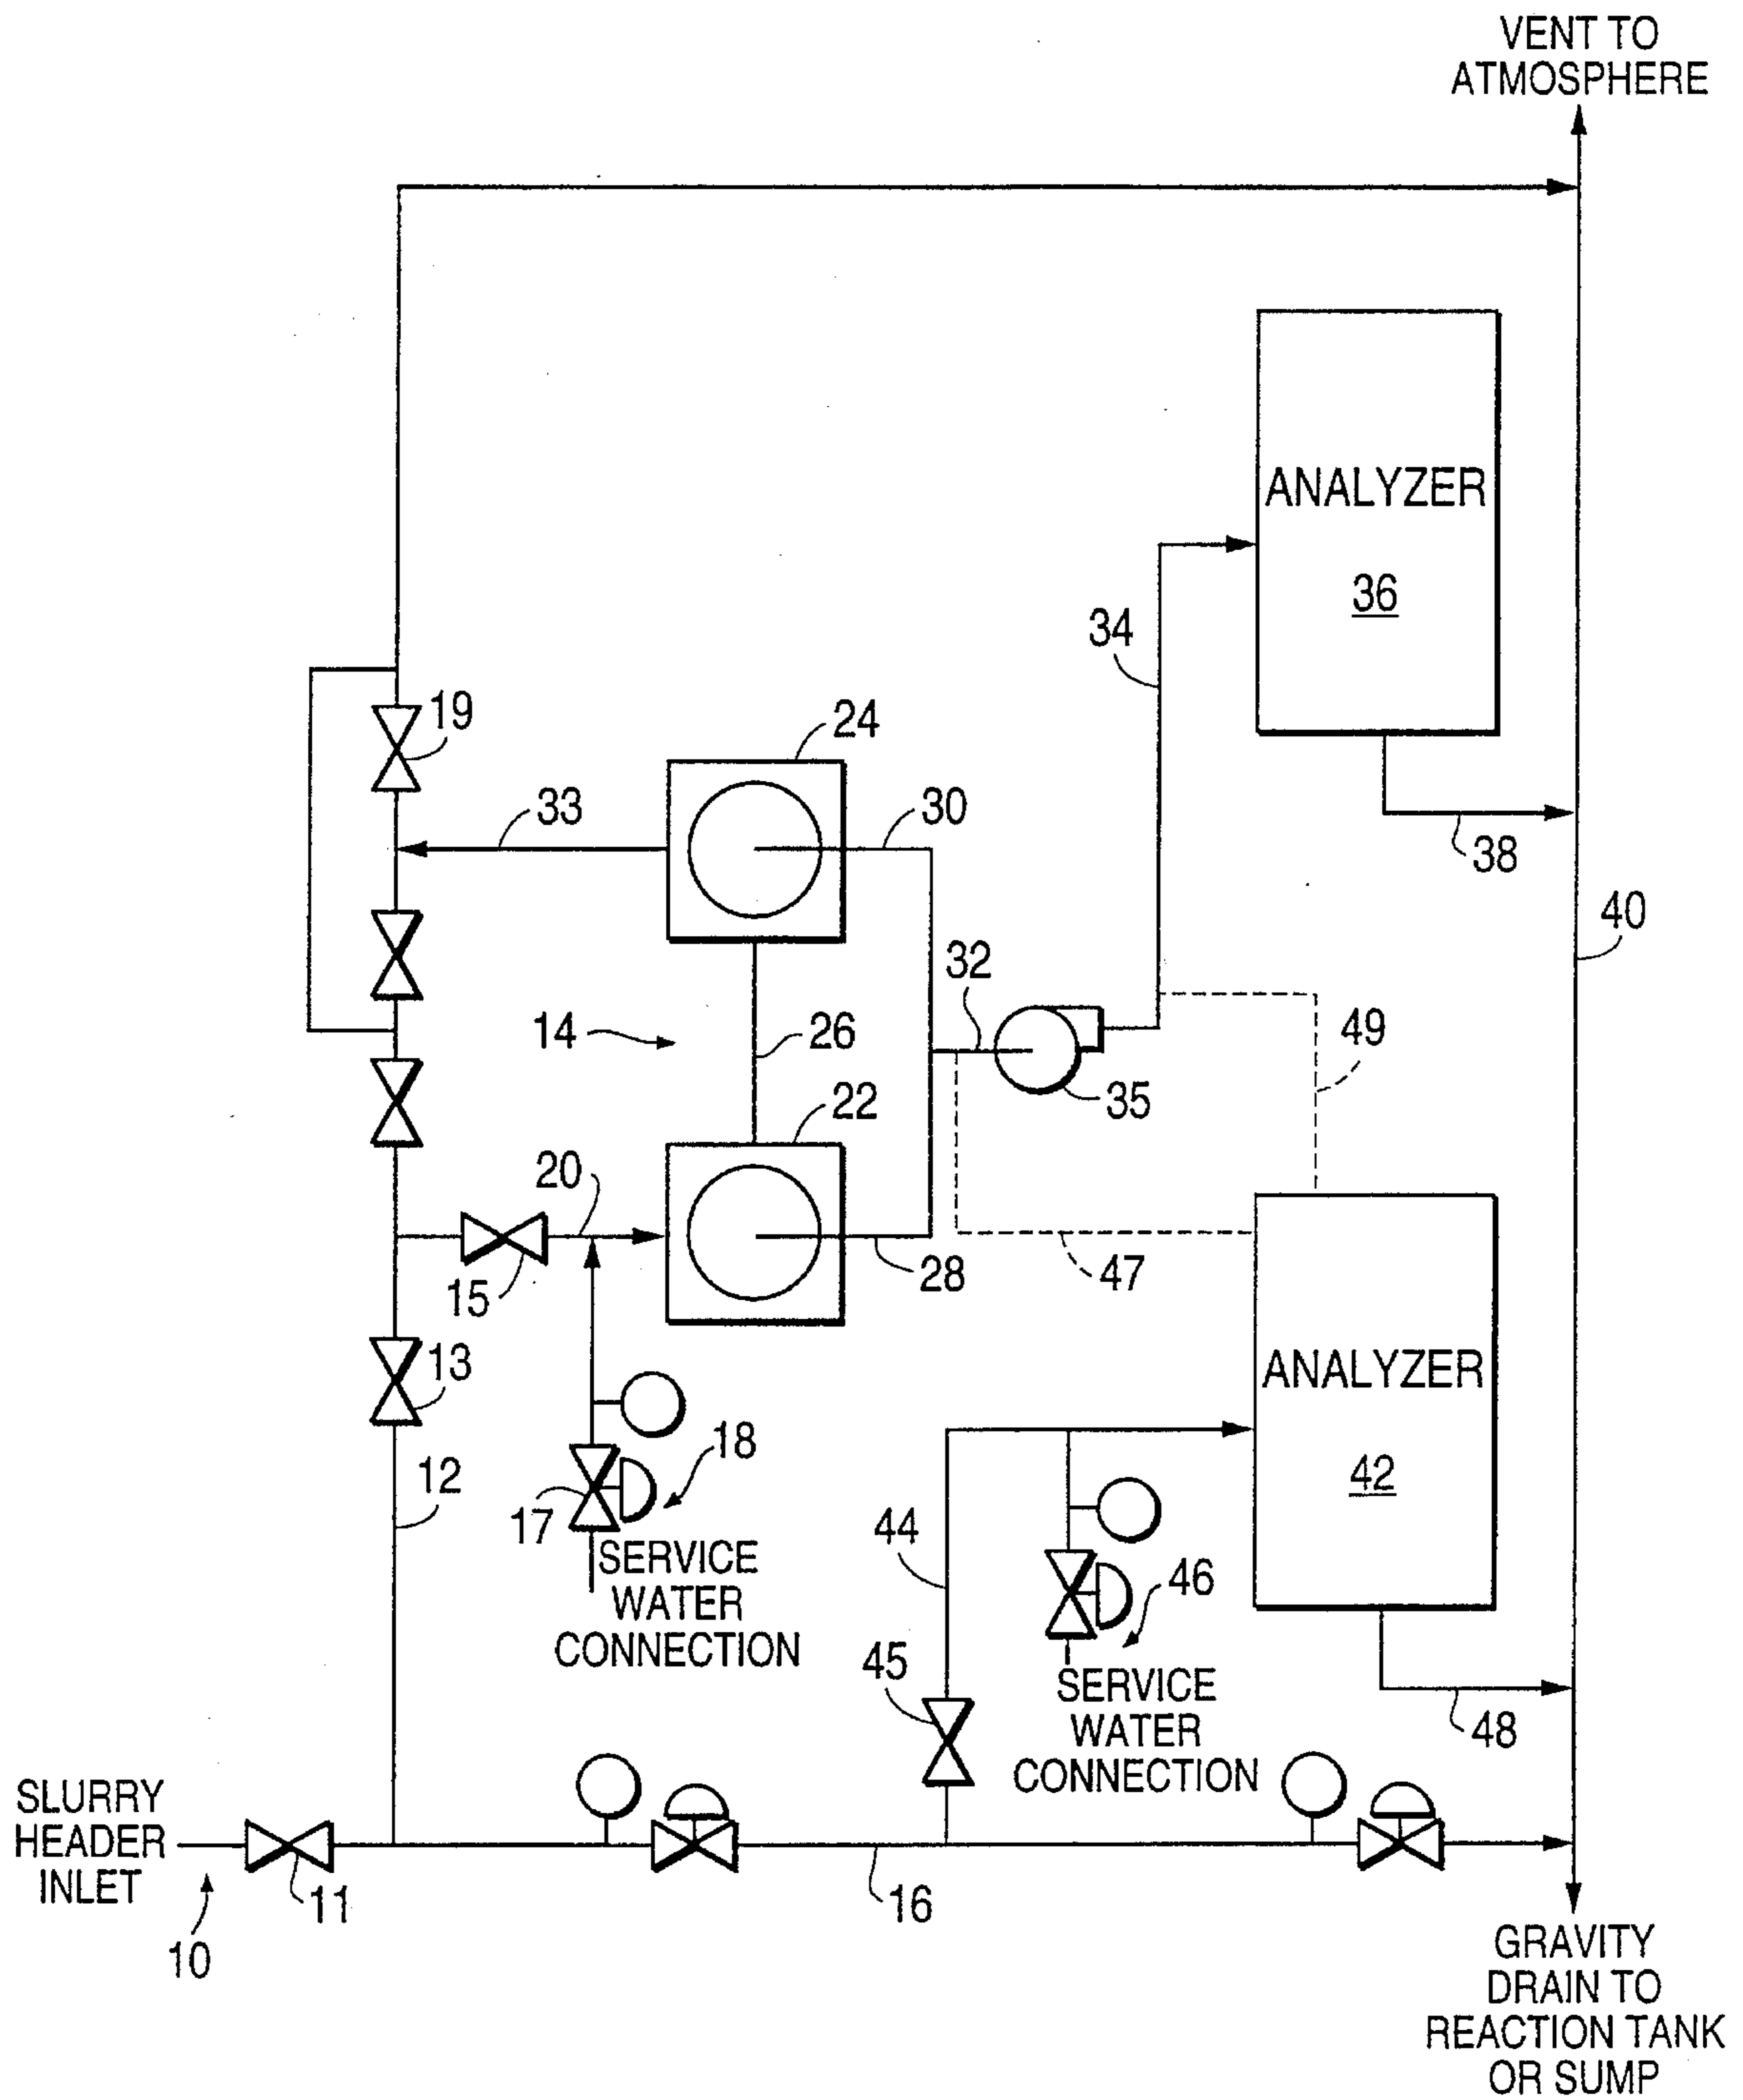 VENT TO
ATMOSPHERE
ANALYZER
36
34
19
24
33
30
38
40
32
14
26
49
35
22
20
28
47
15
13
ANALYZER
42
18
12
17
44
46
SERVICE
WATER
CONNECTION
45
SERVICE
WATER
CONNECTION
48
SLURRY
HEADER
INLET
11
16
10
GRAVITY
DRAIN TO
REACTION TANK
OR SUMP